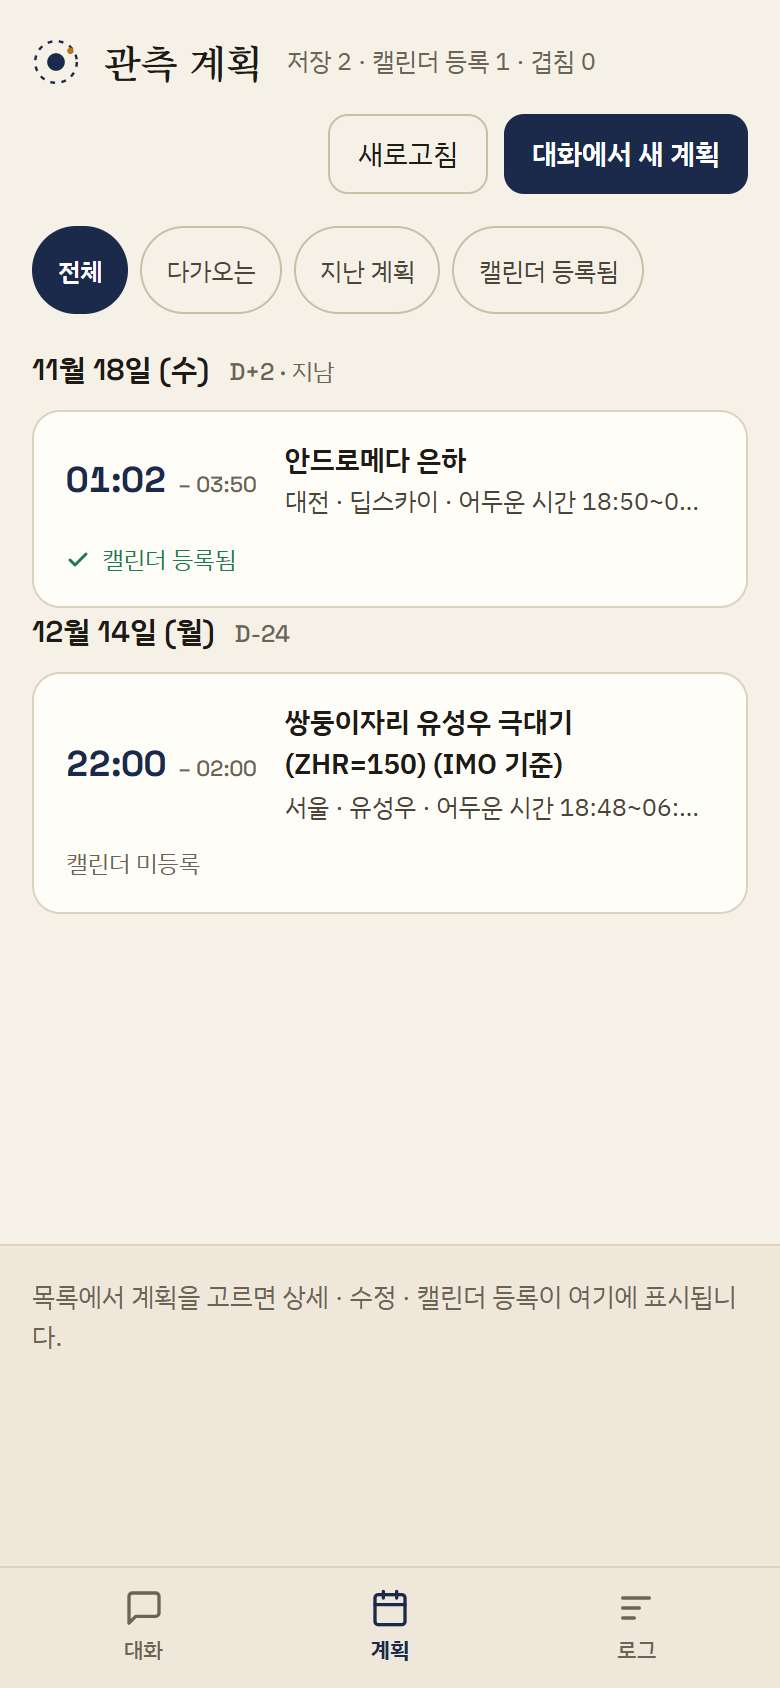 관측 계획
저장 2 · 캘린더 등록 1 · 겹침 0
새로고침
대화에서 새 계획
전체
다가오는
지난 계획
캘린더 등록됨
11월 18일 (수) D+2 · 지남
01:02 – 03:50
안드로메다 은하
대전 · 딥스카이 · 어두운 시간 18:50~0...
캘린더 등록됨
12월 14일 (월) D-24
22:00 – 02:00
쌍둥이자리 유성우 극대기
(ZHR=150) (IMO 기준)
서울 · 유성우 · 어두운 시간 18:48~06:...
캘린더 미등록
목록에서 계획을 고르면 상세 · 수정 · 캘린더 등록이 여기에 표시됩니
다.
대화
계획
로그